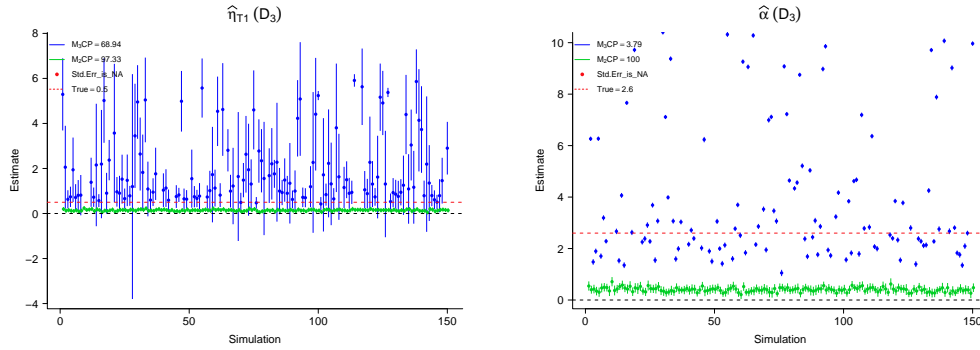 η̂T1 (D3)
M3CP = 68.94
M2CP = 97.33
Std.Err_is_NA
True = 0.5
Estimate
8
6
4
2
0
−2
−4
0 50 100 150
Simulation
α̂ (D3)
M3CP = 3.79
M2CP = 100
Std.Err_is_NA
True = 2.6
Estimate
10
8
6
4
2
0
0 50 100 150
Simulation